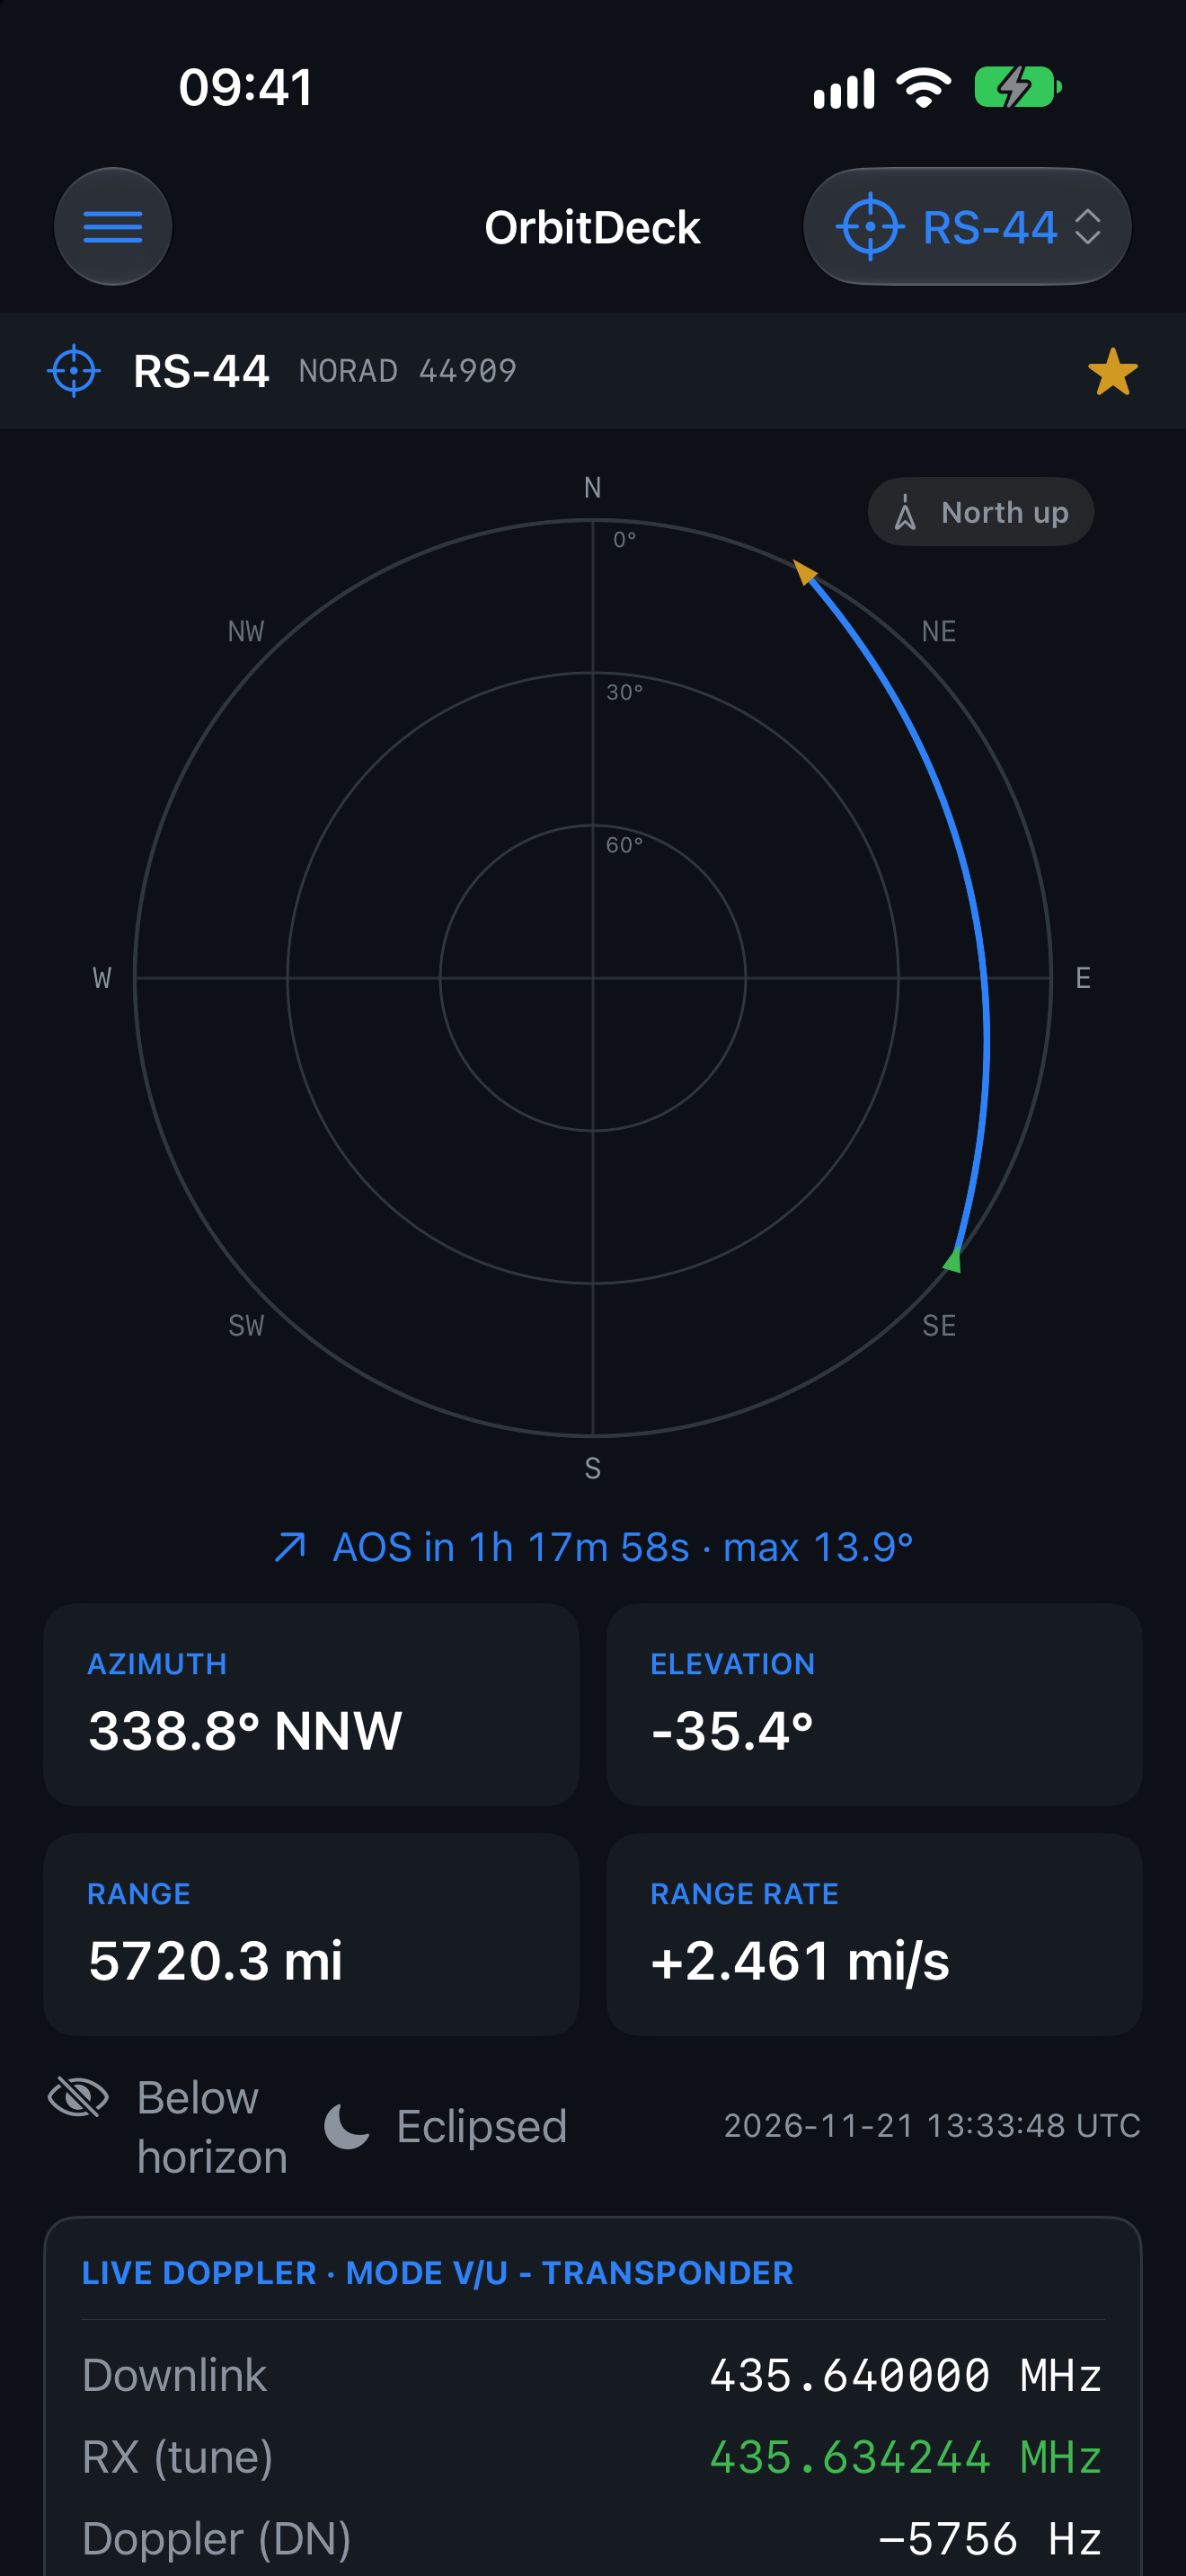 09:41
OrbitDeck
RS-44
RS-44 NORAD 44909
N
North up
0°
NW
NE
30°
60°
W
E
SW
SE
S
AOS in 1h 17m 58s · max 13.9°
AZIMUTH
338.8° NNW
ELEVATION
-35.4°
RANGE
5720.3 mi
RANGE RATE
+2.461 mi/s
Below
horizon
Eclipsed
2026-11-21 13:33:48 UTC
LIVE DOPPLER · MODE V/U - TRANSPONDER
Downlink 435.640000 MHz
RX (tune) 435.634244 MHz
Doppler (DN) −5756 Hz